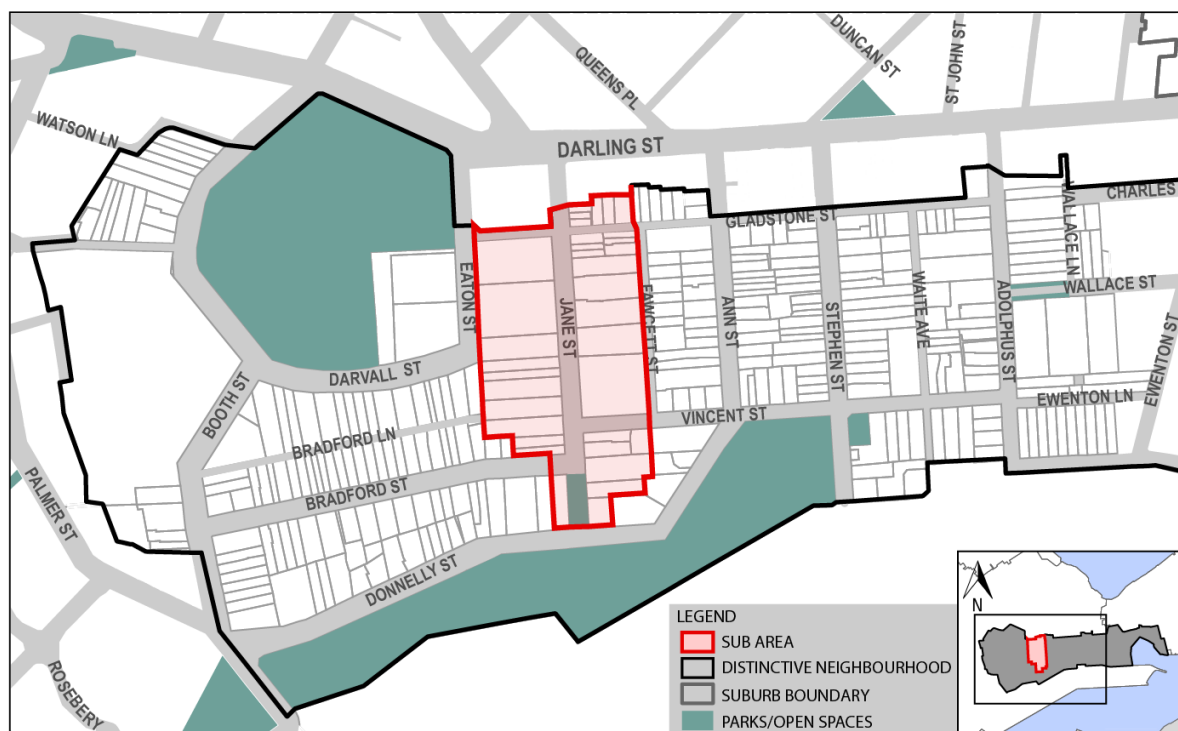 DUNCAN ST
ST JOHN ST
QUEENS PL
WATSON LN
DARLING ST
WALLACE LN
CHARLES
GLADSTONE ST
EATON ST
JANE ST
FAWCETT ST
ANN ST
STEPHEN ST
WAITE AVE
ADOLPHUS ST
WALLACE ST
EWENTON ST
DARVALL ST
BOOTH ST
BRADFORD LN
VINCENT ST
EWENTON LN
BRADFORD ST
PALMER ST
DONNELLY ST
ROSEBERY
LEGEND
SUB AREA
DISTINCTIVE NEIGHBOURHOOD
SUBURB BOUNDARY
PARKS/OPEN SPACES
N